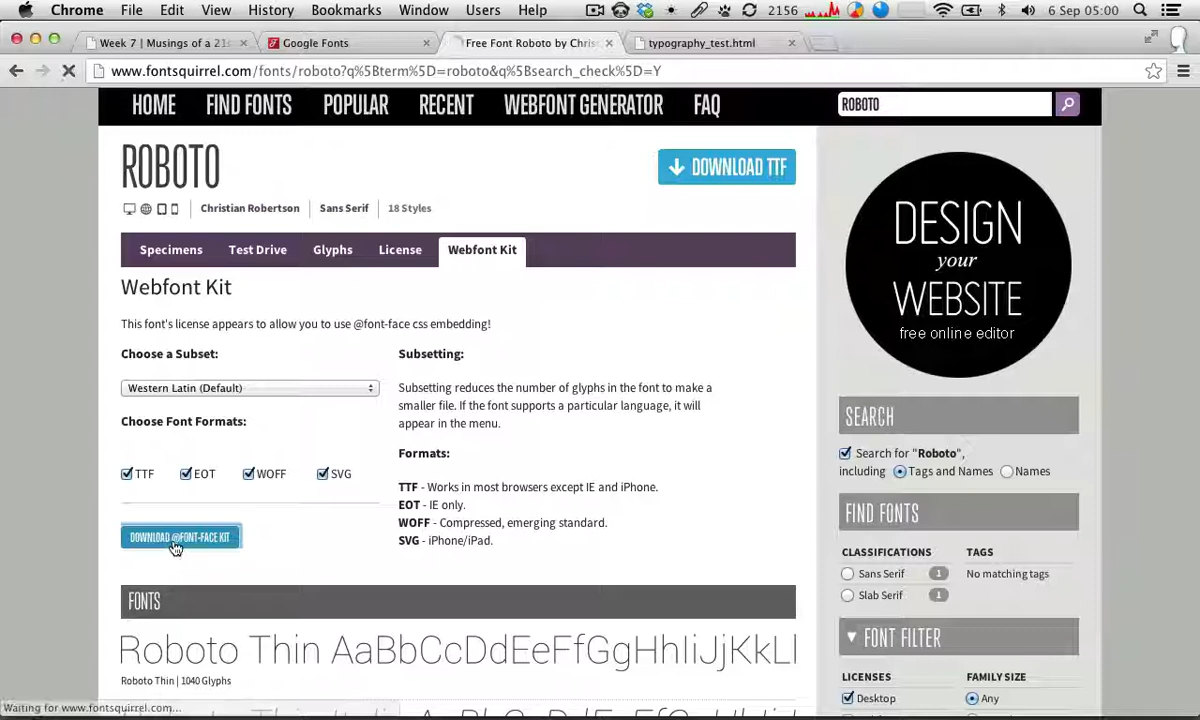 Chrome File Edit View History Bookmarks Window Users Help 2156 6 Sep 05:00
Week 7 | Musings of a 21s Google Fonts Free Font Roboto by Chris typography_test.html
www.fontsquirrel.com/fonts/roboto?q%5Bterm%5D=roboto&q%5Bsearch_check%5D=Y
HOME FIND FONTS POPULAR RECENT WEBFONT GENERATOR FAQ ROBOTO
ROBOTO
DOWNLOAD TTF
Christian Robertson Sans Serif 18 Styles
Specimens Test Drive Glyphs License Webfont Kit
Webfont Kit
This font's license appears to allow you to use @font-face css embedding!
Choose a Subset:
Western Latin (Default)
Choose Font Formats:
TTF EOT WOFF SVG
DOWNLOAD @FONT-FACE KIT
Subsetting:
Subsetting reduces the number of glyphs in the font to make a
smaller file. If the font supports a particular language, it will
appear in the menu.
Formats:
TTF - Works in most browsers except IE and iPhone.
EOT - IE only.
WOFF - Compressed, emerging standard.
SVG - iPhone/iPad.
FONTS
Roboto Thin AaBbCcDdEeFfGgHhIiJjKkLl
Roboto Thin | 1040 Glyphs
DESIGN
your
WEBSITE
free online editor
SEARCH
Search for "Roboto",
including Tags and Names Names
FIND FONTS
CLASSIFICATIONS TAGS
Sans Serif 1 No matching tags
Slab Serif 1
FONT FILTER
LICENSES FAMILY SIZE
Desktop Any
Waiting for www.fontsquirrel.com...